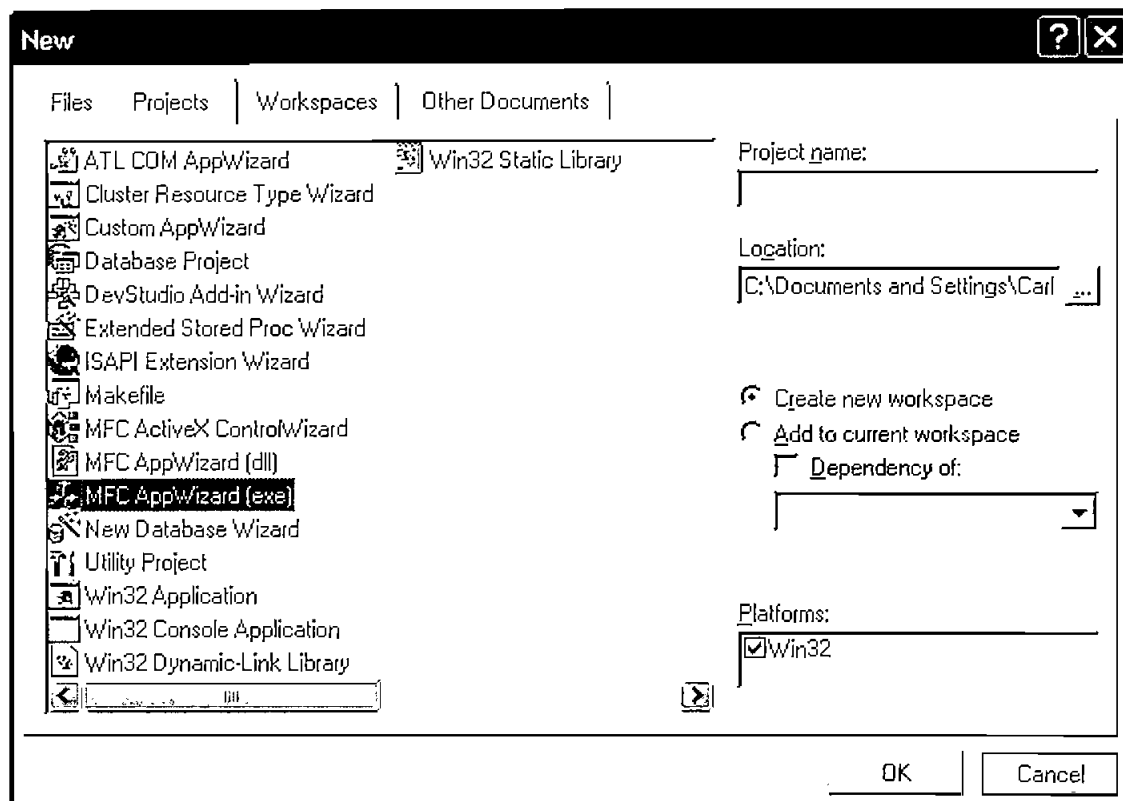 New
Files Projects Workspaces Other Documents
ATL COM AppWizard
Cluster Resource Type Wizard
Custom AppWizard
Database Project
DevStudio Add-in Wizard
Extended Stored Proc Wizard
ISAPI Extension Wizard
Makefile
MFC ActiveX ControlWizard
MFC AppWizard (dll)
MFC AppWizard (exe)
New Database Wizard
Utility Project
Win32 Application
Win32 Console Application
Win32 Dynamic-Link Library
Win32 Static Library
Project name:
Location:
C:\Documents and Settings\Carl ...
Create new workspace
Add to current workspace
Dependency of:
Platforms:
Win32
OK Cancel